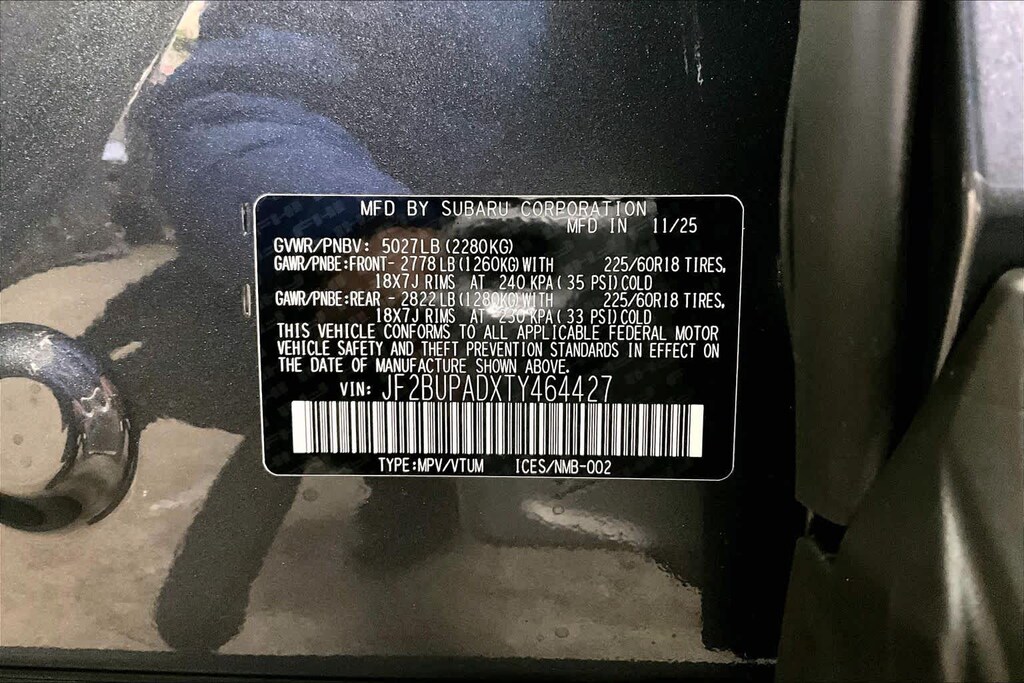 MFD BY SUBARU CORPORATION
MFD IN 11/25
GVWR/PNBV: 5027LB(2280KG)
GAWR/PNBE:FRONT- 2778LB(1260KG)WITH 225/60R18 TIRES,
18X7J RIMS AT 240 KPA( 35 PSI)COLD
GAWR/PNBE:REAR - 2822LB(1280KG)WITH 225/60R18 TIRES,
18X7J RIMS AT 230 KPA( 33 PSI)COLD
THIS VEHICLE CONFORMS TO ALL APPLICABLE FEDERAL MOTOR
VEHICLE SAFETY AND THEFT PREVENTION STANDARDS IN EFFECT ON
THE DATE OF MANUFACTURE SHOWN ABOVE.
VIN: JF2BUPADXTY464427
TYPE:MPV/VTUM ICES/NMB-002